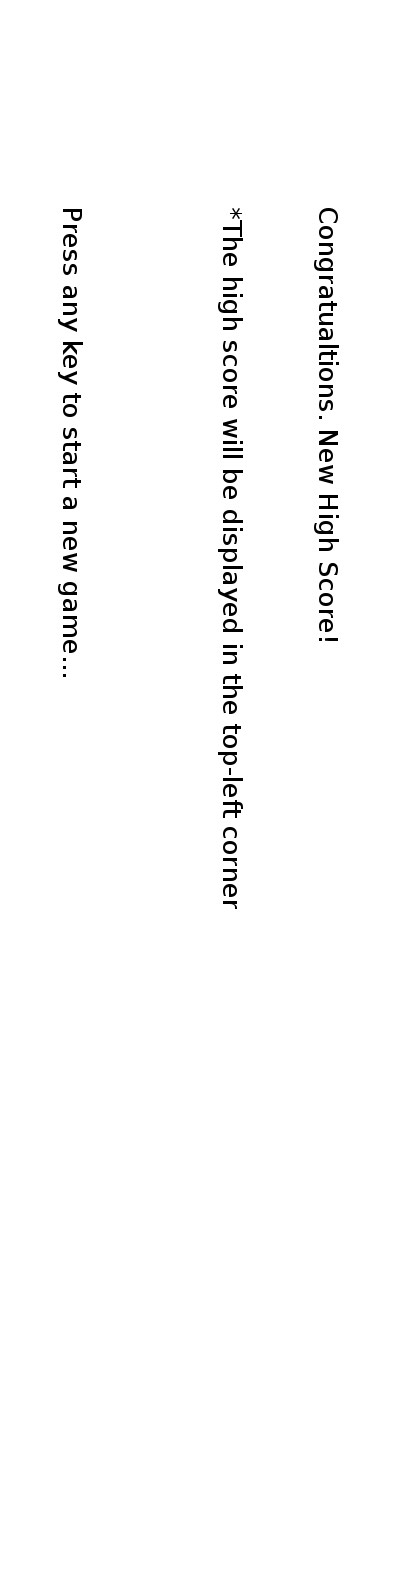 Congratualtions. New High Score!
*The high score will be displayed in the top-left corner
Press any key to start a new game...